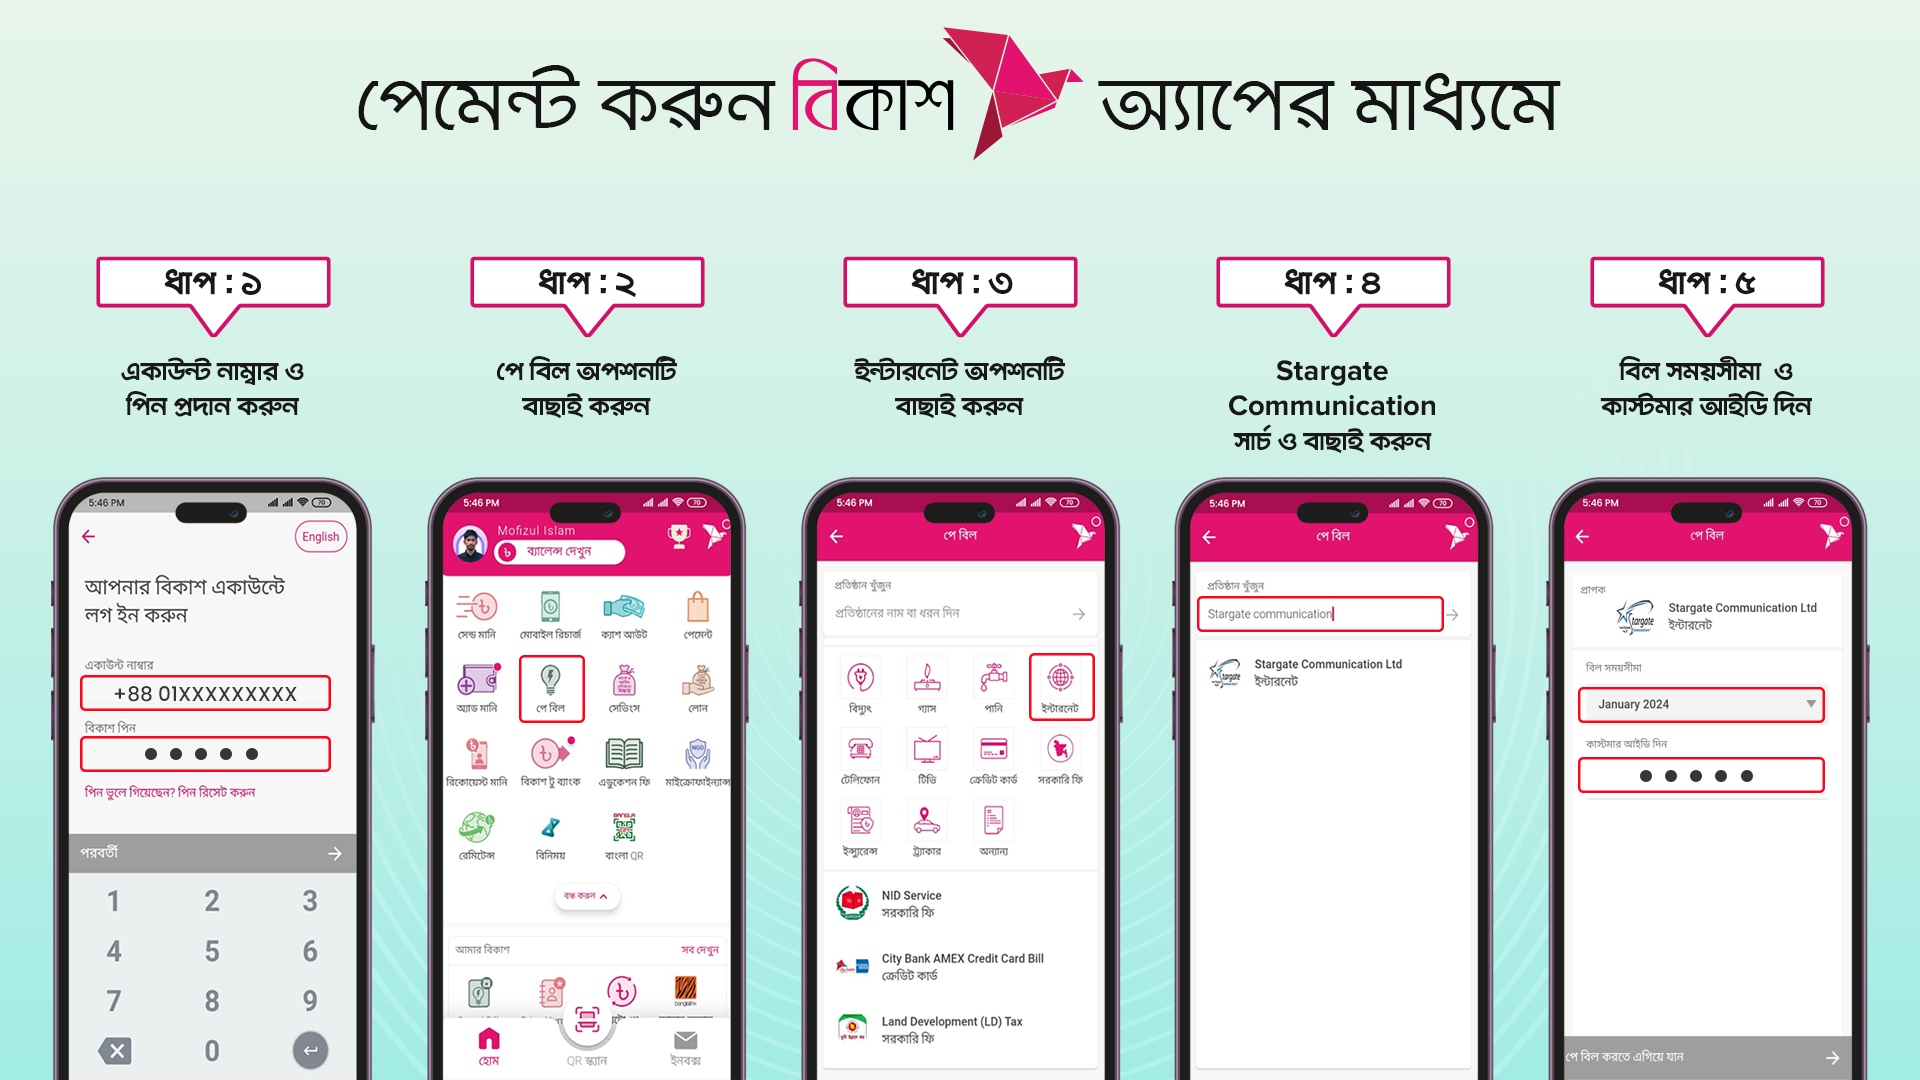 পেমেন্ট করুন বিকাশ অ্যাপের মাধ্যমে
ধাপ : ১
একাউন্ট নাম্বার ও
পিন প্রদান করুন
ধাপ : ২
পে বিল অপশনটি
বাছাই করুন
ধাপ : ৩
ইন্টারনেট অপশনটি
বাছাই করুন
ধাপ : ৪
Stargate
Communication
সার্চ ও বাছাই করুন
ধাপ : ৫
বিল সময়সীমা ও
কাস্টমার আইডি দিন
5:46 PM
70
English
আপনার বিকাশ একাউন্টে
লগ ইন করুন
একাউন্ট নাম্বার
+88 01XXXXXXXXX
বিকাশ পিন
পিন ভুলে গিয়েছেন? পিন রিসেট করুন
পরবর্তী
1 2 3
4 5 6
7 8 9
0
5:46 PM
70
Mofizul Islam
ব্যালেন্স দেখুন
সেন্ড মানি মোবাইল রিচার্জ ক্যাশ আউট পেমেন্ট
অ্যাড মানি পে বিল সেভিংস লোন
রিকোয়েস্ট মানি বিকাশ টু ব্যাংক এডুকেশন ফি মাইক্রোফাইন্যান্স
রেমিটেন্স বিনিময় বাংলা QR
বন্ধ করুন
আমার বিকাশ সব দেখুন
banglalink
হোম QR স্ক্যান ইনবক্স
5:46 PM
70
পে বিল
প্রতিষ্ঠান খুঁজুন
প্রতিষ্ঠানের নাম বা ধরন দিন
বিদ্যুৎ গ্যাস পানি ইন্টারনেট
টেলিফোন টিভি ক্রেডিট কার্ড সরকারি ফি
ইন্স্যুরেন্স ট্র্যাকার অন্যান্য
NID Service
সরকারি ফি
City Bank AMEX Credit Card Bill
ক্রেডিট কার্ড
Land Development (LD) Tax
সরকারি ফি
5:46 PM
70
পে বিল
প্রতিষ্ঠান খুঁজুন
Stargate communication
Stargate Communication Ltd
ইন্টারনেট
5:46 PM
70
পে বিল
প্রাপক
Stargate Communication Ltd
ইন্টারনেট
বিল সময়সীমা
January 2024
কাস্টমার আইডি দিন
পে বিল করতে এগিয়ে যান